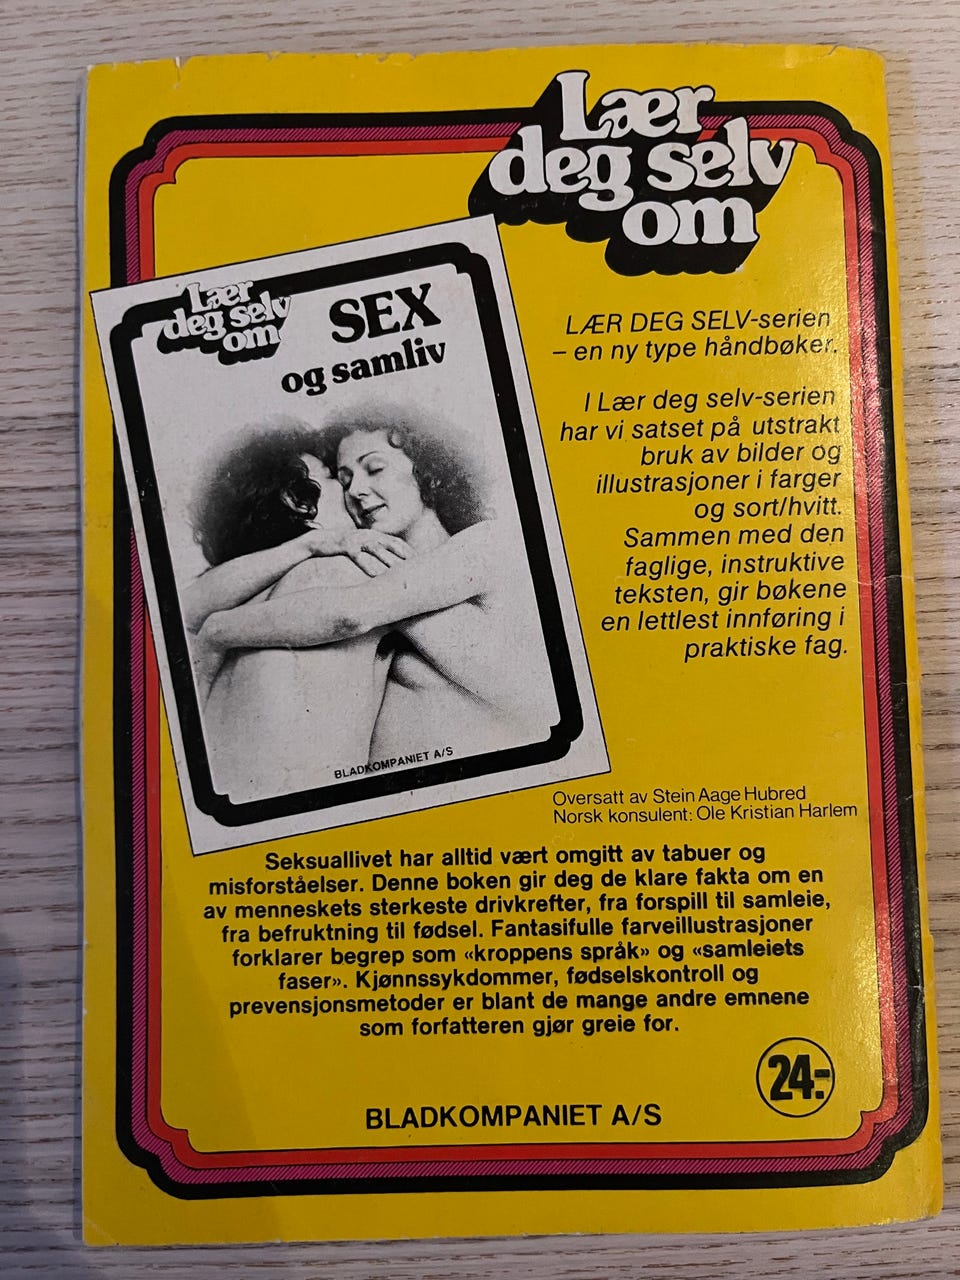 Lær
deg selv
om
Lær
deg selv
om
SEX
og samliv
BLADKOMPANIET A/S
LÆR DEG SELV-serien
– en ny type håndbøker.
I Lær deg selv-serien
har vi satset på utstrakt
bruk av bilder og
illustrasjoner i farger
og sort/hvitt.
Sammen med den
faglige, instruktive
teksten, gir bøkene
en lettlest innføring i
praktiske fag.
Oversatt av Stein Aage Hubred
Norsk konsulent: Ole Kristian Harlem
Seksuallivet har alltid vært omgitt av tabuer og
misforståelser. Denne boken gir deg de klare fakta om en
av menneskets sterkeste drivkrefter, fra forspill til samleie,
fra befruktning til fødsel. Fantasifulle farveillustrasjoner
forklarer begrep som «kroppens språk» og «samleiets
faser». Kjønnssykdommer, fødselskontroll og
prevensjonsmetoder er blant de mange andre emnene
som forfatteren gjør greie for.
24:-
BLADKOMPANIET A/S